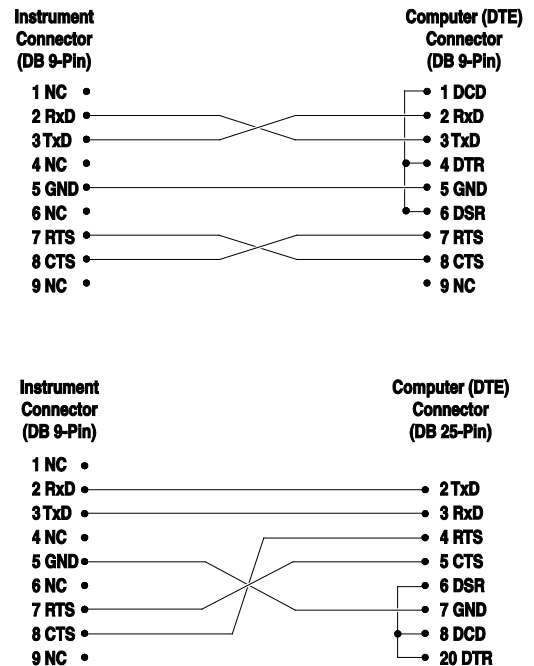 Instrument
Connector
(DB 9-Pin)
Computer (DTE)
Connector
(DB 9-Pin)
1 NC
1 DCD
2 RxD
2 RxD
3 TxD
3 TxD
4 NC
4 DTR
5 GND
5 GND
6 NC
6 DSR
7 RTS
7 RTS
8 CTS
8 CTS
9 NC
9 NC
Instrument
Connector
(DB 9-Pin)
Computer (DTE)
Connector
(DB 25-Pin)
1 NC
2 RxD
2 TxD
3 TxD
3 RxD
4 NC
4 RTS
5 GND
5 CTS
6 NC
6 DSR
7 RTS
7 GND
8 CTS
8 DCD
9 NC
20 DTR